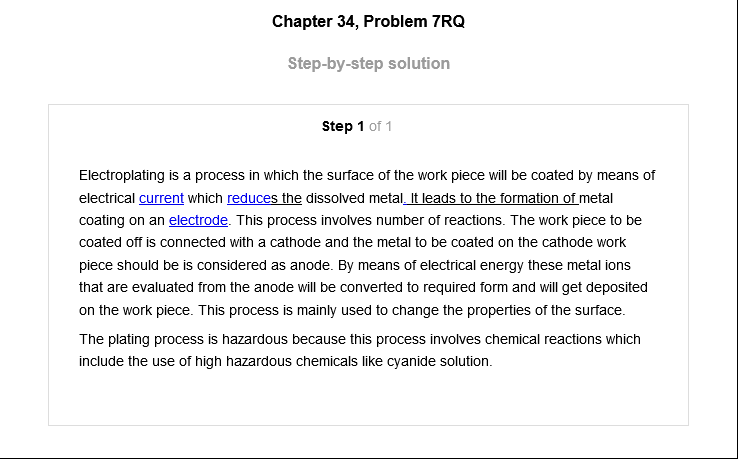 Chapter 34, Problem 7RQ
Step-by-step solution
Step 1 of 1
Electroplating is a process in which the surface of the work piece will be coated by means of
electrical current which reduces the dissolved metal. It leads to the formation of metal
coating on an electrode. This process involves number of reactions. The work piece to be
coated off is connected with a cathode and the metal to be coated on the cathode work
piece should be is considered as anode. By means of electrical energy these metal ions
that are evaluated from the anode will be converted to required form and will get deposited
on the work piece. This process is mainly used to change the properties of the surface.
The plating process is hazardous because this process involves chemical reactions which
include the use of high hazardous chemicals like cyanide solution.